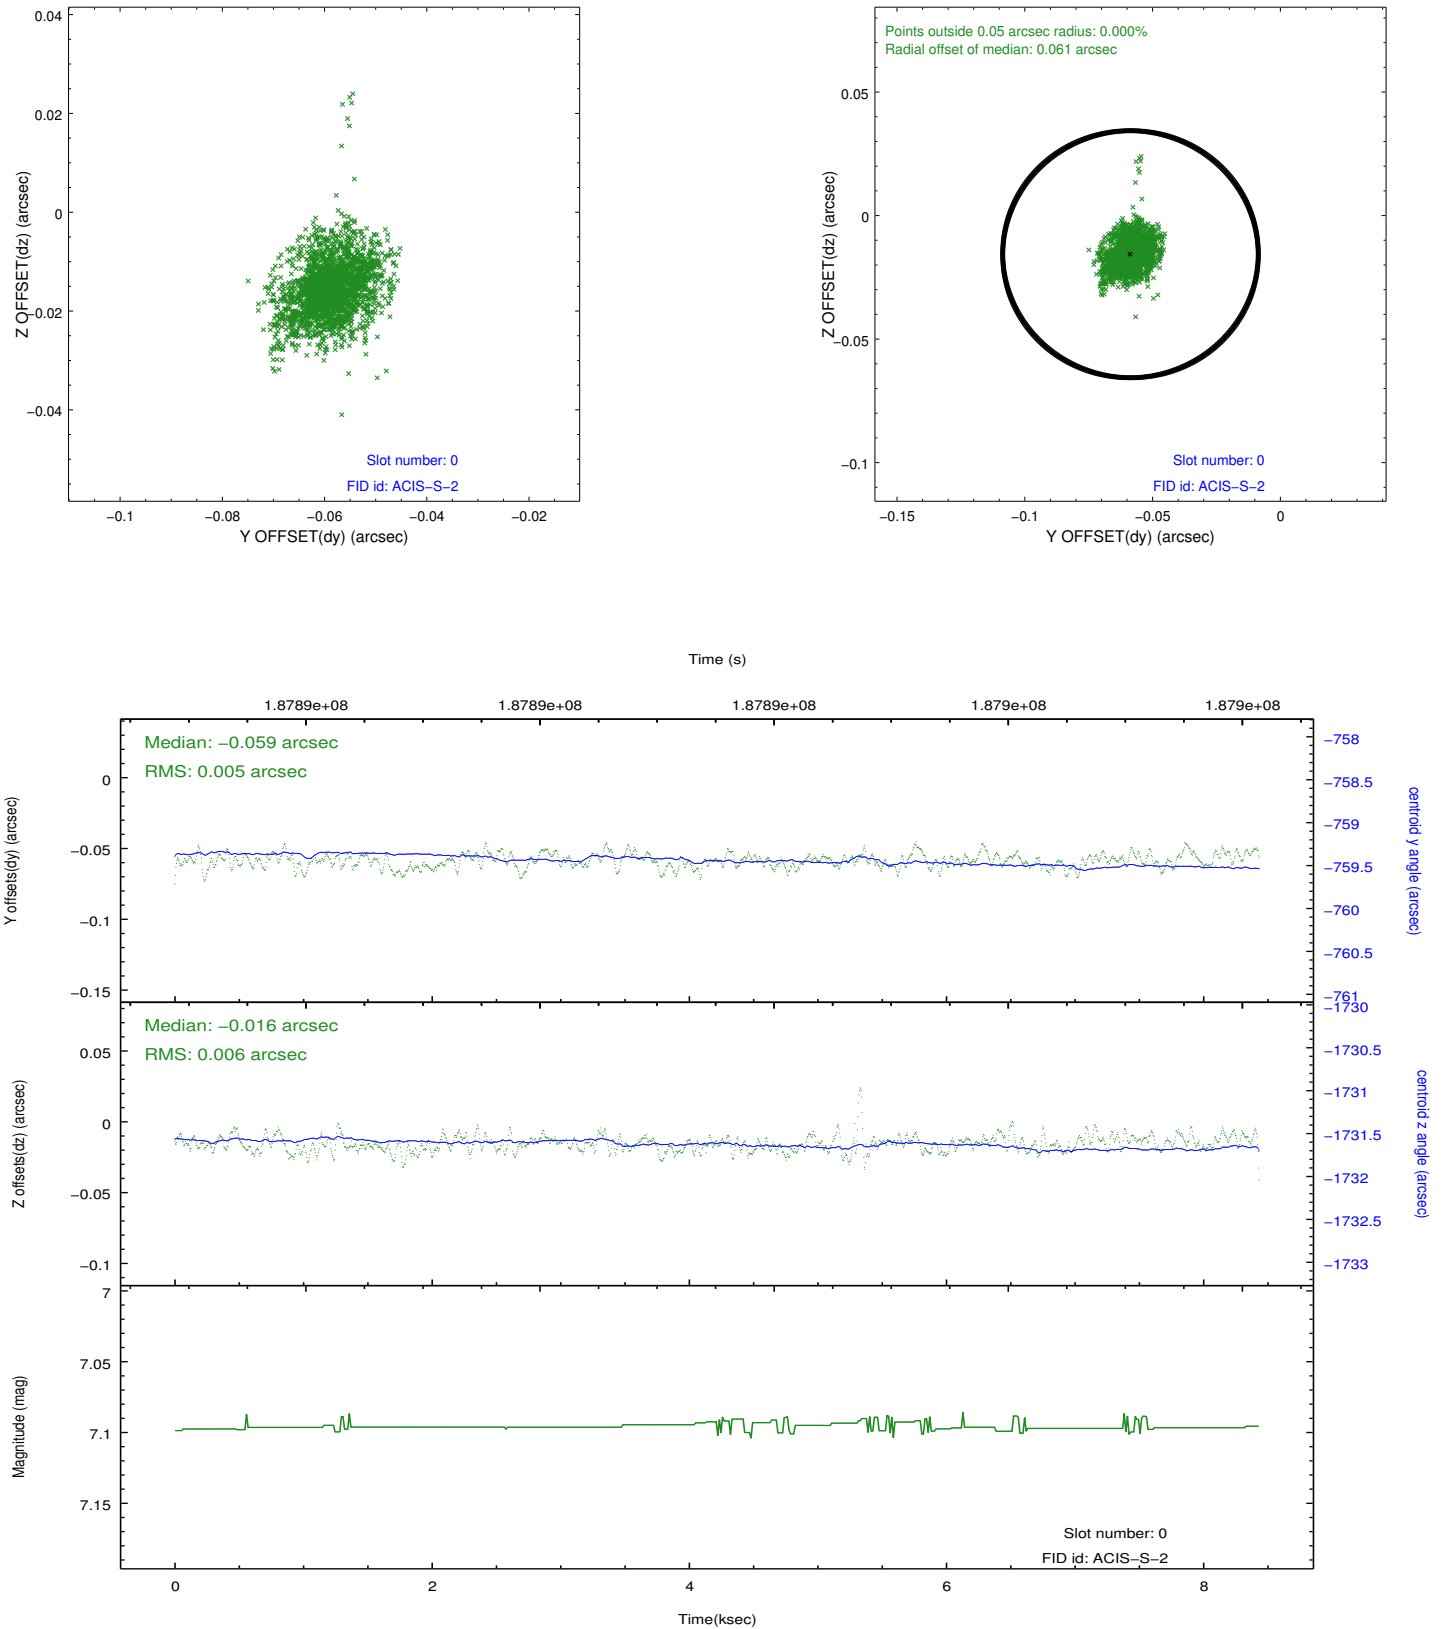 0.04
0.02
0
−0.02
−0.04
Z OFFSET(dz) (arcsec)
Slot number: 0
FID id: ACIS−S−2
−0.1
−0.08
−0.06
−0.04
−0.02
Y OFFSET(dy) (arcsec)
Points outside 0.05 arcsec radius: 0.000%
Radial offset of median: 0.061 arcsec
0.05
0
−0.05
−0.1
Z OFFSET(dz) (arcsec)
Slot number: 0
FID id: ACIS−S−2
−0.15
−0.1
−0.05
0
Y OFFSET(dy) (arcsec)
Time (s)
1.8789e+08
1.8789e+08
1.8789e+08
1.879e+08
1.879e+08
Median: −0.059 arcsec
RMS: 0.005 arcsec
0
−0.05
−0.1
−0.15
Y offsets(dy) (arcsec)
−758
−758.5
−759
−759.5
−760
−760.5
−761
centroid y angle (arcsec)
Median: −0.016 arcsec
RMS: 0.006 arcsec
0.05
0
−0.05
−0.1
Z offsets(dz) (arcsec)
−1730
−1730.5
−1731
−1731.5
−1732
−1732.5
−1733
centroid z angle (arcsec)
7
7.05
7.1
7.15
Magnitude (mag)
Slot number: 0
FID id: ACIS−S−2
0
2
4
6
8
Time(ksec)